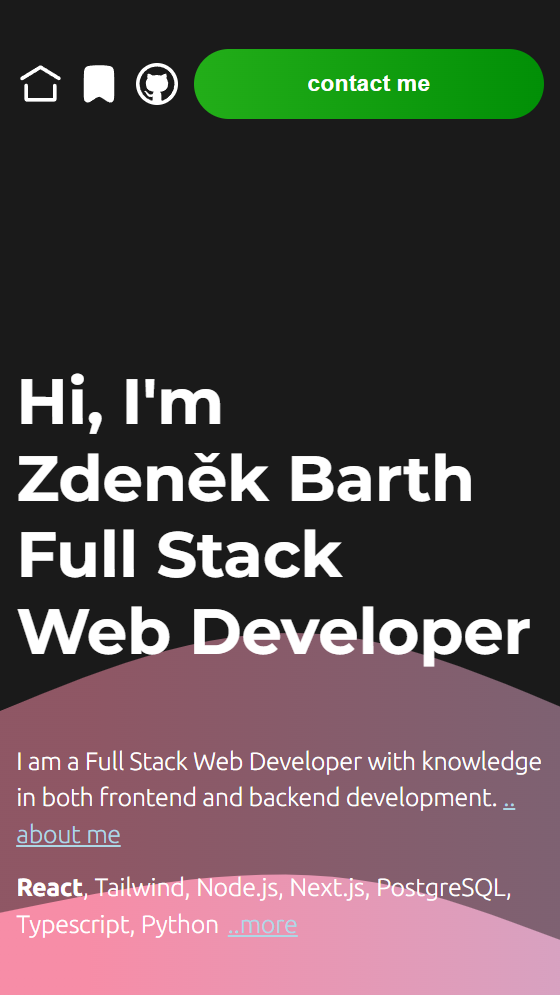 contact me
Hi, I'm
Zdeněk Barth
Full Stack
Web Developer
I am a Full Stack Web Developer with knowledge
in both frontend and backend development. ..
about me
React, Tailwind, Node.js, Next.js, PostgreSQL,
Typescript, Python ..more